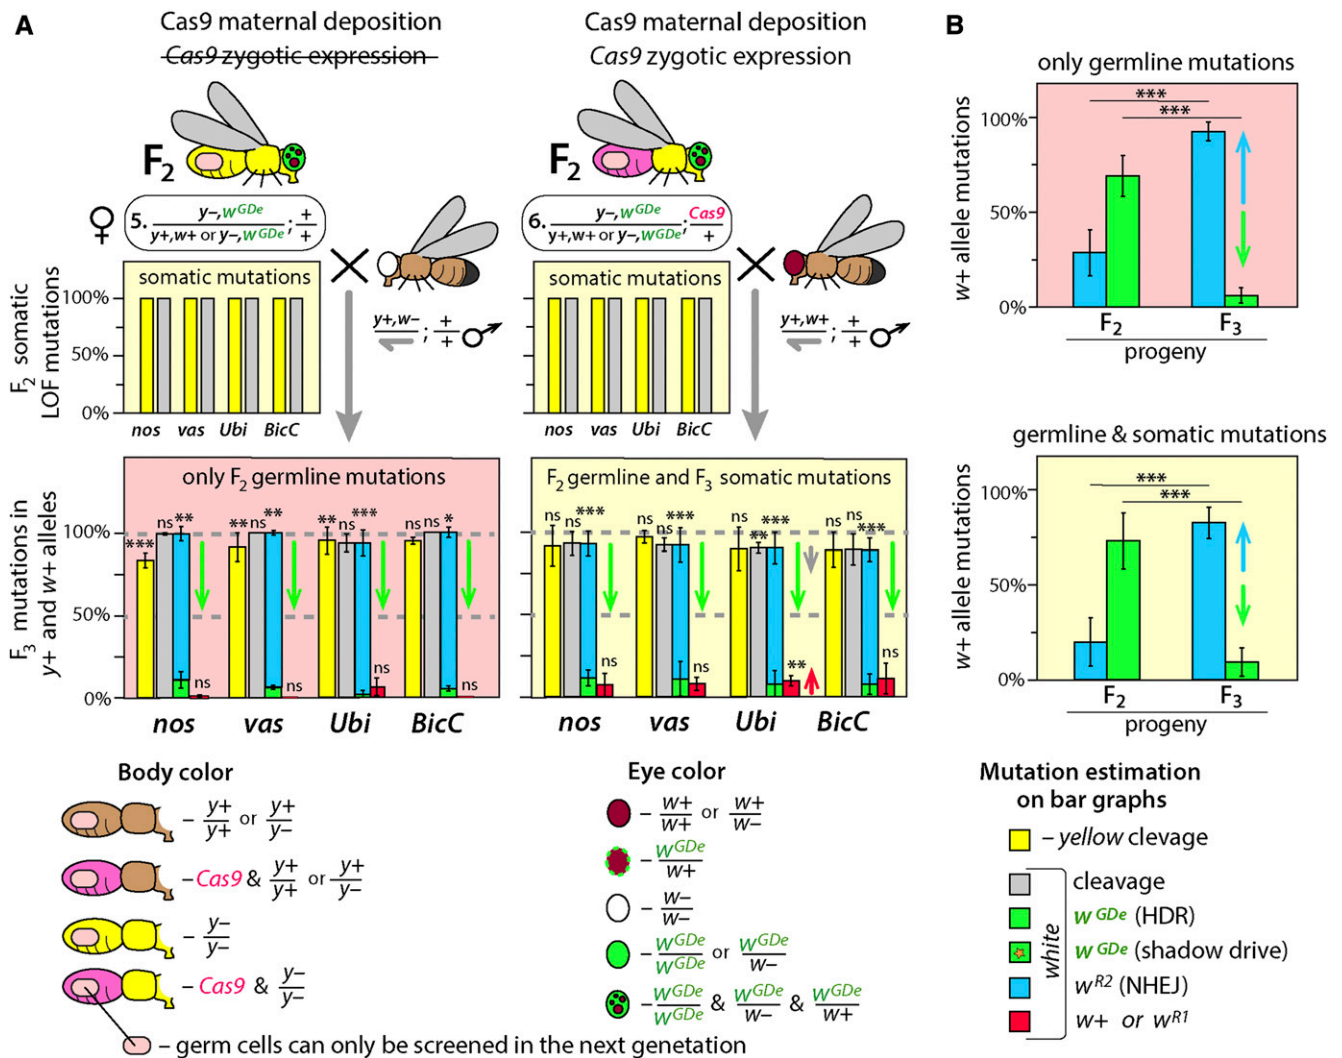 A
Cas9 maternal deposition
Cas9 zygotic expression
Cas9 maternal deposition
Cas9 zygotic expression
F2
F2
♀
5. y–,wGDe / y+,w+ or y–,wGDe ; + / +
6. y–,wGDe / y+,w+ or y–,wGDe ; Cas9 / +
F2 somatic
LOF mutations
100%
50%
0%
somatic mutations
nos vas Ubi BicC
y+,w– ; + / + ♂
100%
50%
0%
somatic mutations
nos vas Ubi BicC
y+,w+ ; + / + ♂
F3 mutations in
y+ and w+ alleles
100%
50%
0%
only F2 germline mutations
*** ns ** ns
** ns ** ns
** ns *** ns
ns ns * ns
nos vas Ubi BicC
100%
50%
0%
F2 germline and F3 somatic mutations
ns ns *** ns
ns ns *** ns
ns ** *** **
ns ns *** ns
nos vas Ubi BicC
B
only germline mutations
w+ allele mutations
100%
50%
0%
***
***
F2 F3
progeny
germline & somatic mutations
w+ allele mutations
100%
50%
0%
***
***
F2 F3
progeny
Body color
– y+ / y+ or y+ / y–
– Cas9 & y+ / y+ or y+ / y–
– y– / y–
– Cas9 & y– / y–
– germ cells can only be screened in the next genetation
Eye color
– w+ / w+ or w+ / w–
– wGDe / w+
– w– / w–
– wGDe / wGDe or wGDe / w–
– wGDe / wGDe & wGDe / w– & wGDe / w+
Mutation estimation
on bar graphs
– yellow clevage
white
cleavage
w GDe (HDR)
w GDe (shadow drive)
wR2 (NHEJ)
w+ or wR1